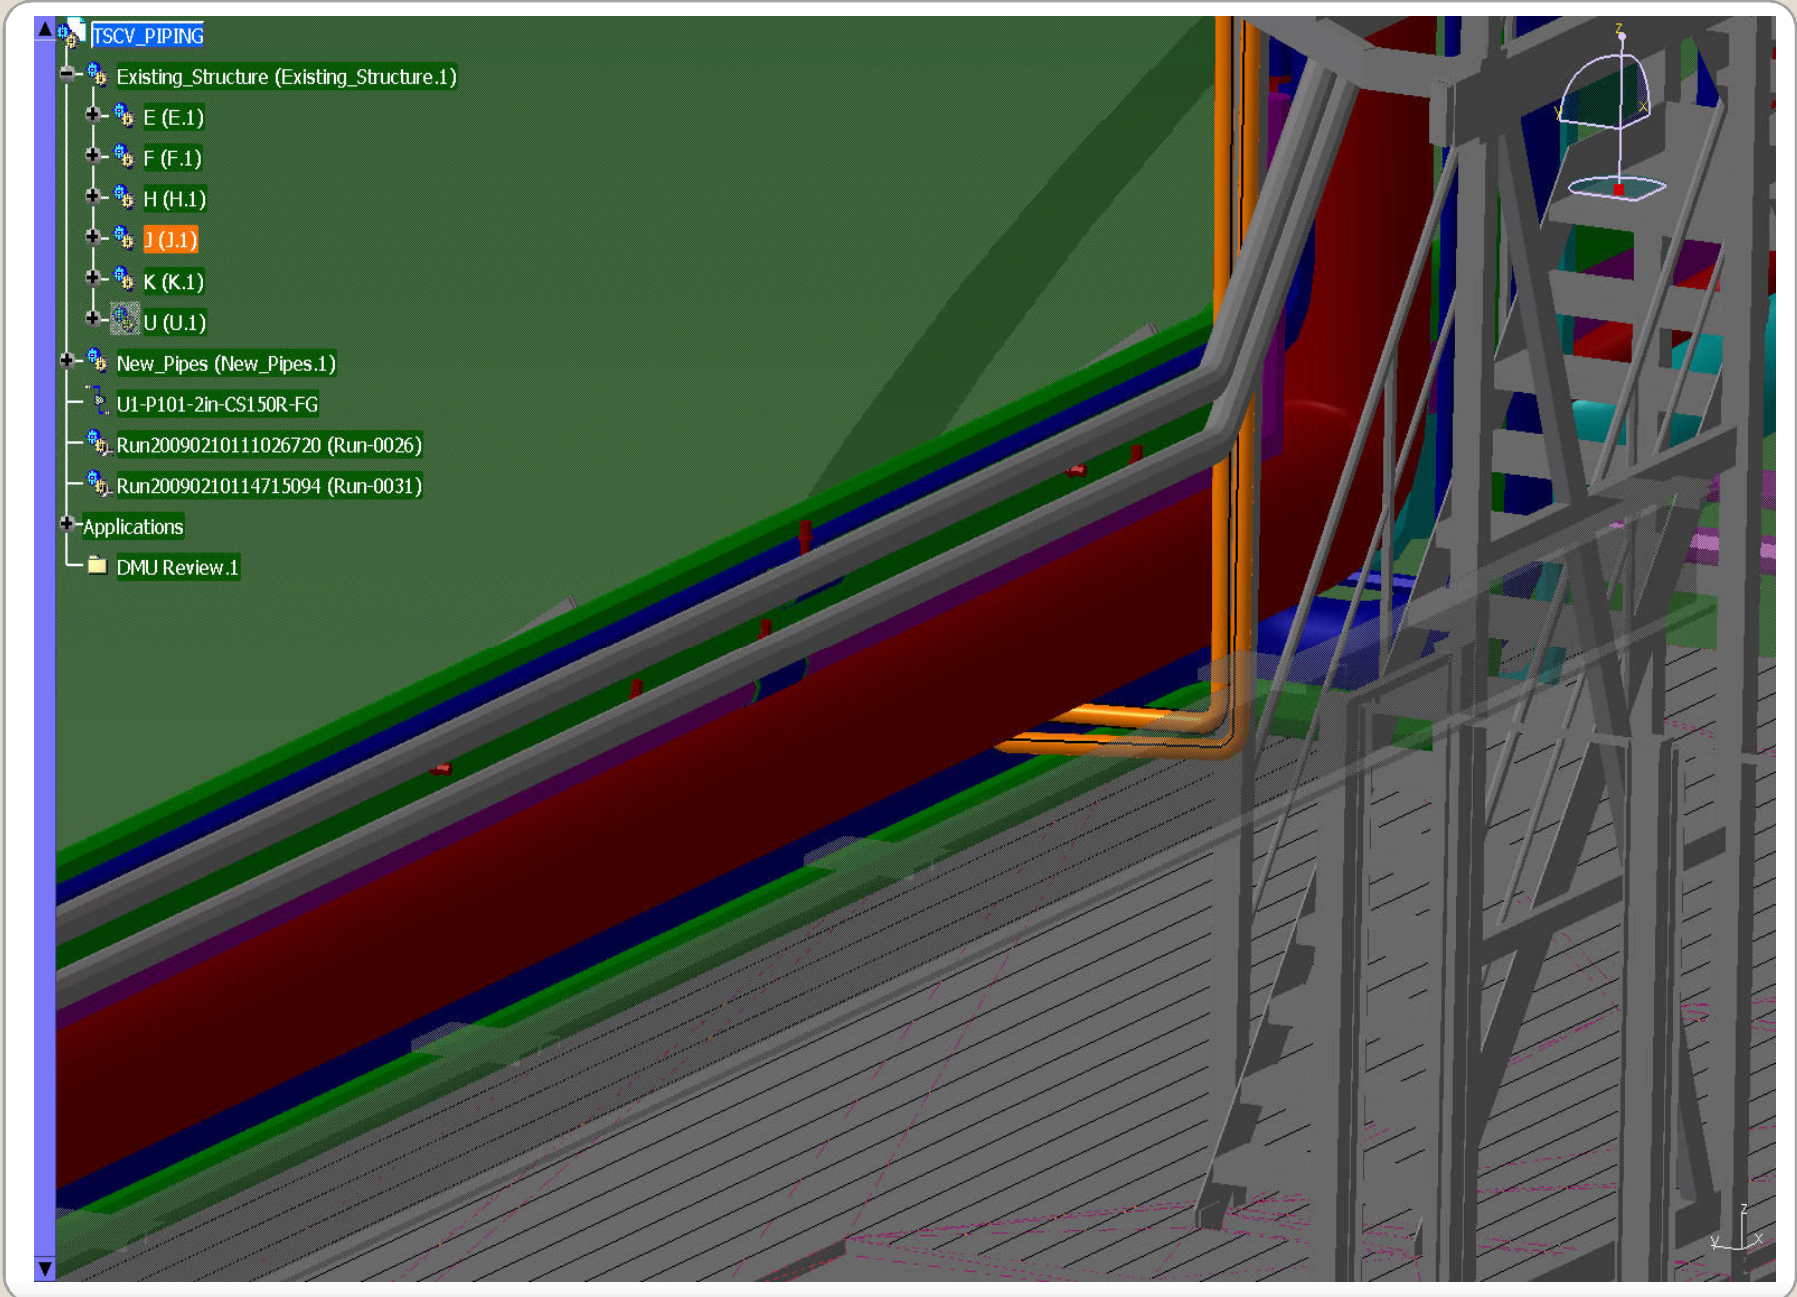 TSCV_PIPING
Existing_Structure (Existing_Structure.1)
E (E.1)
F (F.1)
H (H.1)
J (J.1)
K (K.1)
U (U.1)
New_Pipes (New_Pipes.1)
U1-P101-2in-CS150R-FG
Run20090210111026720 (Run-0026)
Run20090210114715094 (Run-0031)
Applications
DMU Review.1
z
y
x
z
y
x